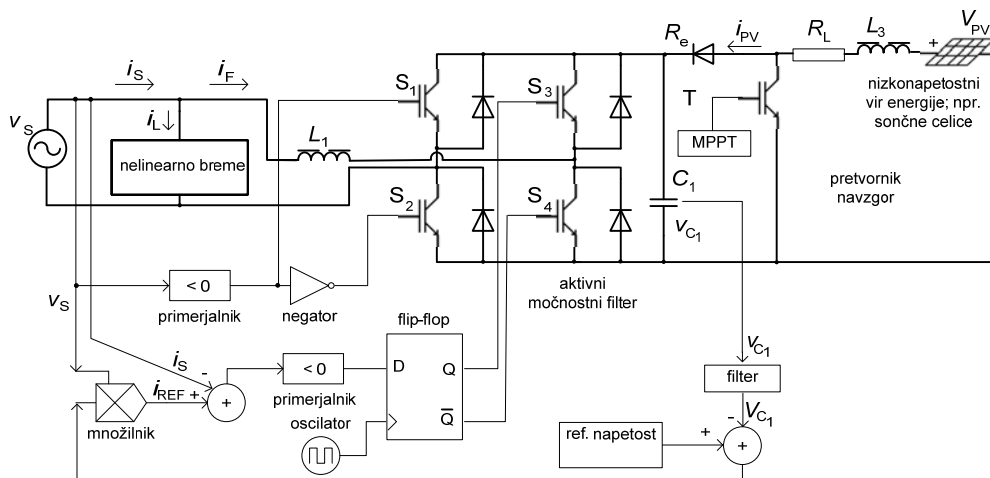 R_e
i_PV
R_L
L_3
V_PV
+
i_S
i_F
S_1
S_3
nizkonapetostni
vir energije; npr.
sončne celice
T
MPPT
v_S
i_L
L_1
nelinearno breme
S_2
S_4
C_1
v_C1
pretvornik
navzgor
aktivni
močnostni filter
v_S
< 0
primerjalnik
negator
flip-flop
i_S
-
i_REF
+
+
množilnik
< 0
primerjalnik
oscilator
D
Q
Q̅
v_C1
filter
-
V_C1
ref. napetost
+
+